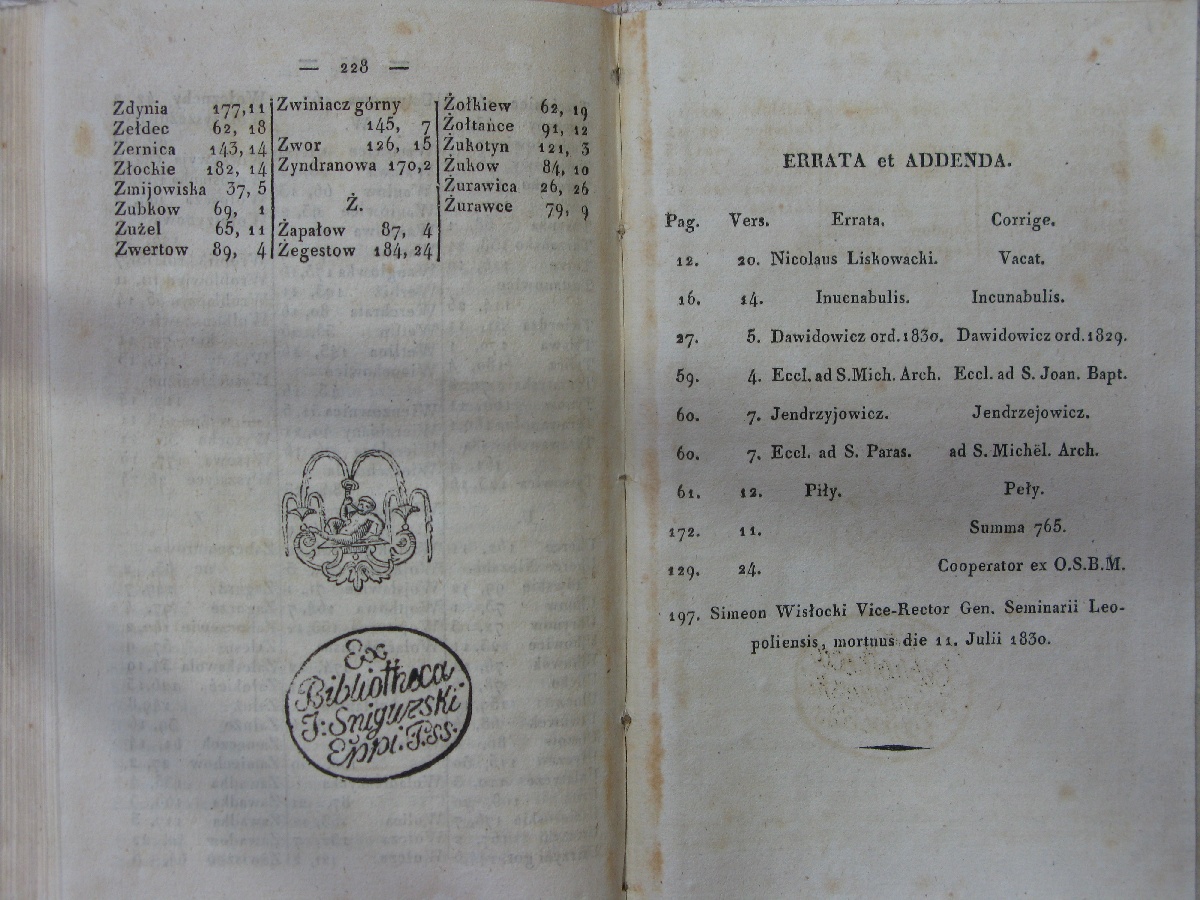 — 228 —
Zdynia 177,11
Zełdec 62, 18
Zernica 143,14
Złockie 182, 14
Zmijowiska 37, 5
Zubkow 69, 1
Zużel 65, 11
Zwertow 89, 4
Zwiniacz górny
145, 7
Zwor 126, 15
Zyndranowa 170,2
Ż.
Żapałow 87, 4
Żegestow 184,24
Żołkiew 62, 19
Żołtańce 91, 12
Żukotyn 121, 3
Żukow 84, 10
Żurawica 26, 26
Żurawce 79, 9
Ex
Bibliotheca
J: Sniguzski
Eppi. P.ss.
ERRATA et ADDENDA.
Pag. Vers. Errata. Corrige.
12. 20. Nicolaus Liskowacki. Vacat.
16. 14. Inucnabulis. Incunabulis.
27. 5. Dawidowicz ord. 1830. Dawidowicz ord. 1829.
59. 4. Eccl. ad S. Mich. Arch. Eccl. ad S. Joan. Bapt.
60. 7. Jendrzyjowicz. Jendrzejowicz.
60. 7. Eccl. ad S. Paras. ad S. Michël. Arch.
61. 12. Piły. Peły.
172. 11. Summa 765.
129. 24. Cooperator ex O.S.B.M.
197. Simeon Wisłocki Vice-Rector Gen. Seminarii Leo-
poliensis, mortuus die 11. Julii 1830.